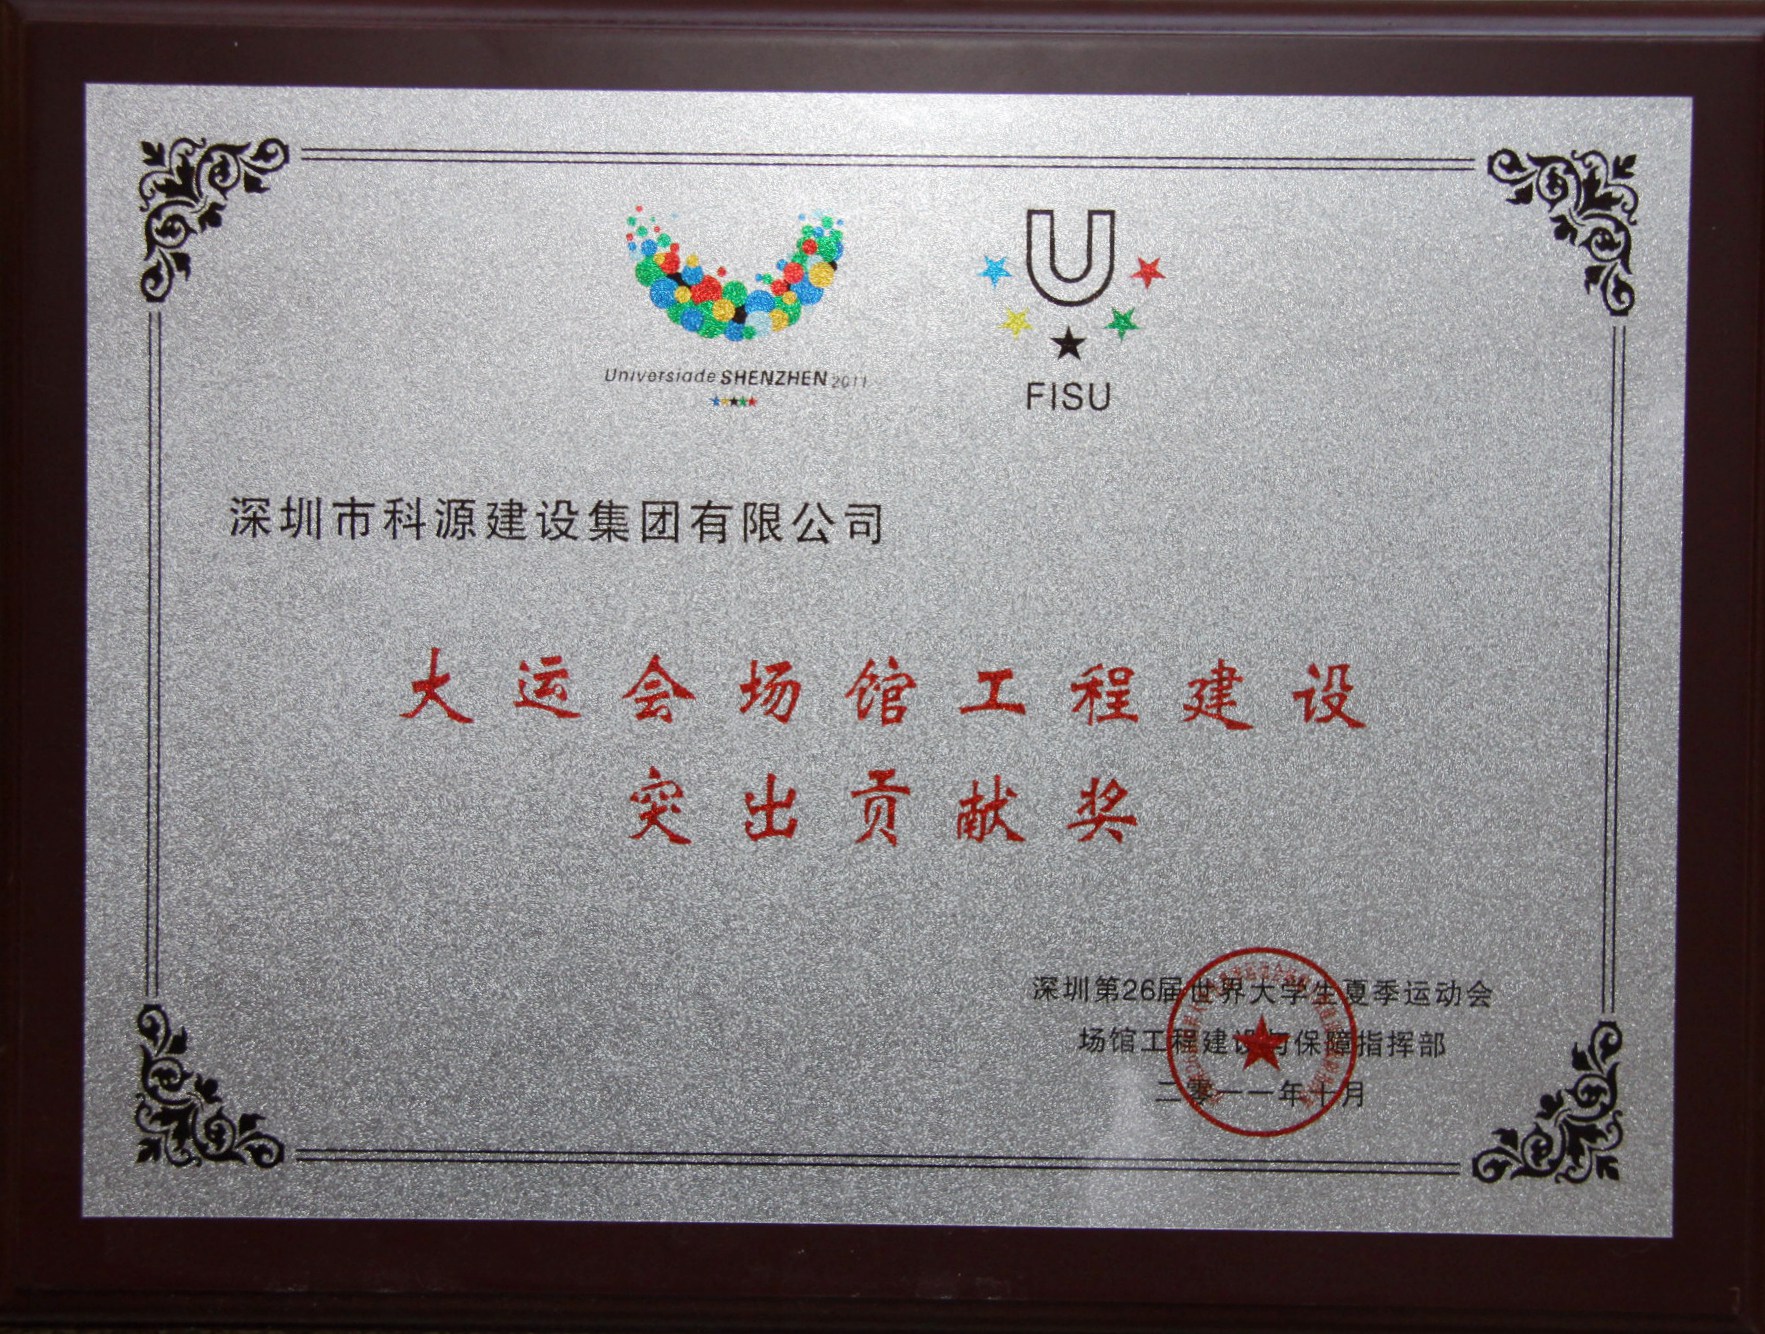 Universiade SHENZHEN 2011
FISU
深圳市科源建设集团有限公司
大运会场馆工程建设
突出贡献奖
深圳第26届世界大学生夏季运动会
场馆工程建设与保障指挥部
二零一一年十月